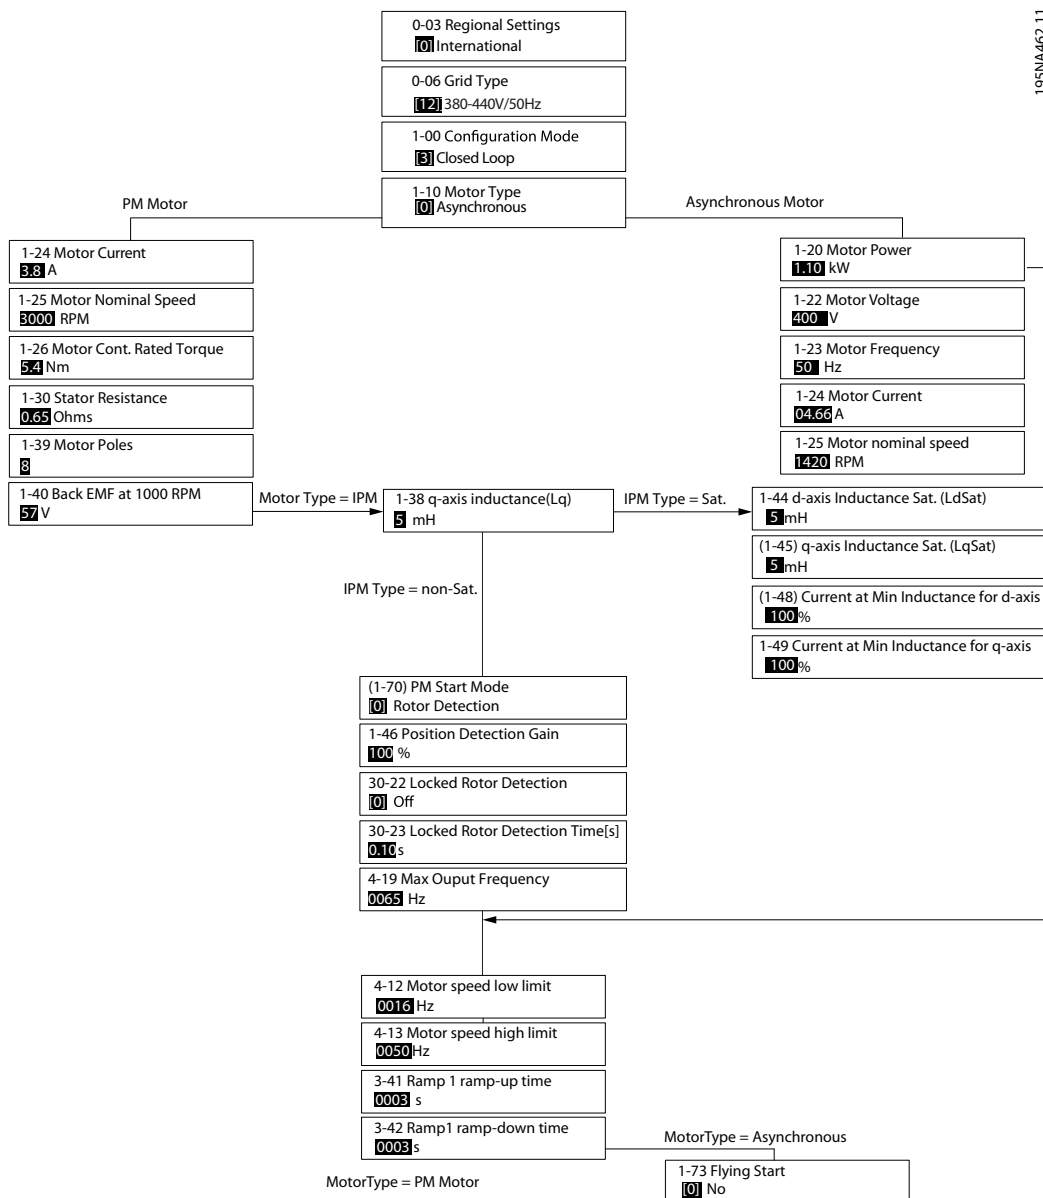 195NA462.11
0-03 Regional Settings
[0] International
0-06 Grid Type
[12] 380-440V/50Hz
1-00 Configuration Mode
[3] Closed Loop
1-10 Motor Type
[0] Asynchronous
PM Motor
Asynchronous Motor
1-24 Motor Current
3.8 A
1-25 Motor Nominal Speed
3000 RPM
1-26 Motor Cont. Rated Torque
5.4 Nm
1-30 Stator Resistance
0.65 Ohms
1-39 Motor Poles
8
1-40 Back EMF at 1000 RPM
57 V
1-20 Motor Power
1.10 kW
1-22 Motor Voltage
400 V
1-23 Motor Frequency
50 Hz
1-24 Motor Current
04.66 A
1-25 Motor nominal speed
1420 RPM
Motor Type = IPM
1-38 q-axis inductance(Lq)
5 mH
IPM Type = Sat.
1-44 d-axis Inductance Sat. (LdSat)
5 mH
(1-45) q-axis Inductance Sat. (LqSat)
5 mH
(1-48) Current at Min Inductance for d-axis
100 %
1-49 Current at Min Inductance for q-axis
100 %
IPM Type = non-Sat.
(1-70) PM Start Mode
[0] Rotor Detection
1-46 Position Detection Gain
100 %
30-22 Locked Rotor Detection
[0] Off
30-23 Locked Rotor Detection Time[s]
0.10 s
4-19 Max Ouput Frequency
0065 Hz
4-12 Motor speed low limit
0016 Hz
4-13 Motor speed high limit
0050 Hz
3-41 Ramp 1 ramp-up time
0003 s
3-42 Ramp1 ramp-down time
0003 s
MotorType = Asynchronous
1-73 Flying Start
[0] No
MotorType = PM Motor